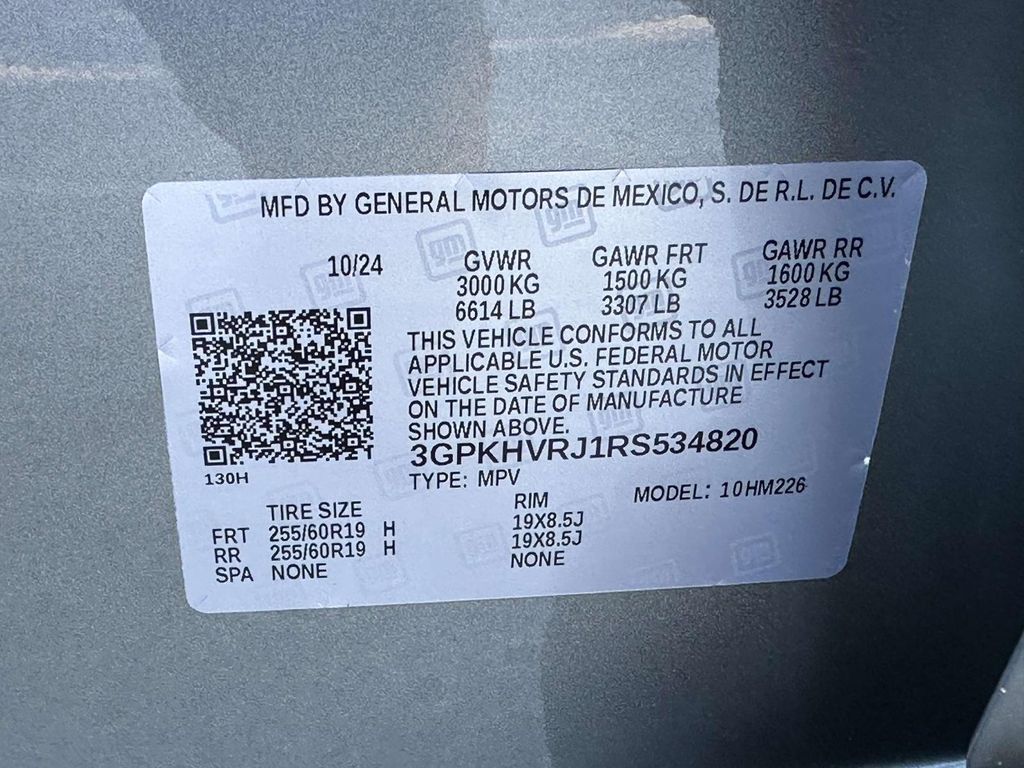 MFD BY GENERAL MOTORS DE MEXICO, S. DE R.L. DE C.V.
10/24
GVWR
3000 KG
6614 LB
GAWR FRT
1500 KG
3307 LB
GAWR RR
1600 KG
3528 LB
THIS VEHICLE CONFORMS TO ALL
APPLICABLE U.S. FEDERAL MOTOR
VEHICLE SAFETY STANDARDS IN EFFECT
ON THE DATE OF MANUFACTURE
SHOWN ABOVE.
3GPKHVRJ1RS534820
130H
TYPE: MPV
MODEL: 10HM226
TIRE SIZE RIM
FRT 255/60R19 H 19X8.5J
RR 255/60R19 H 19X8.5J
SPA NONE NONE